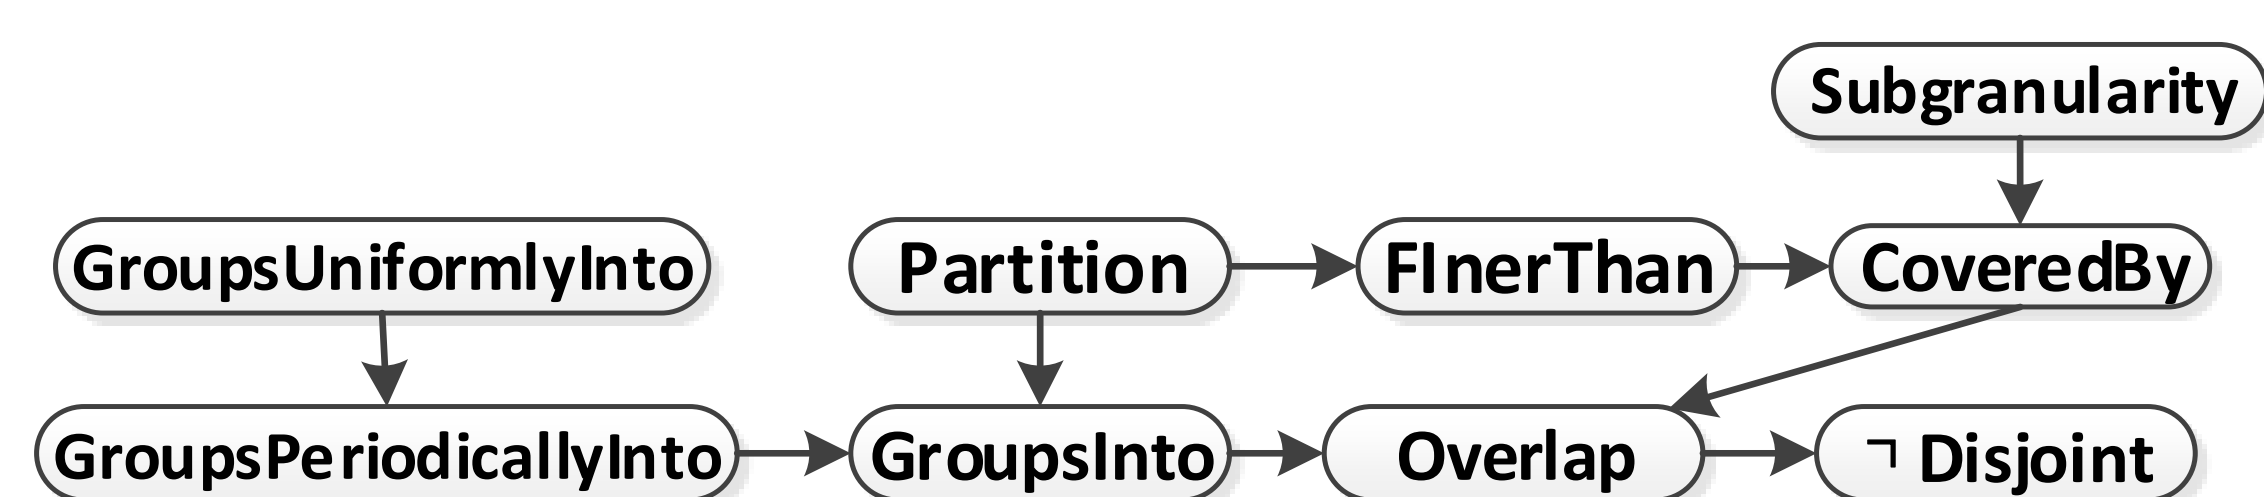 Subgranularity
GroupsUniformlyInto
Partition
FInerThan
CoveredBy
GroupsPeriodicallyInto
GroupsInto
Overlap
¬ Disjoint